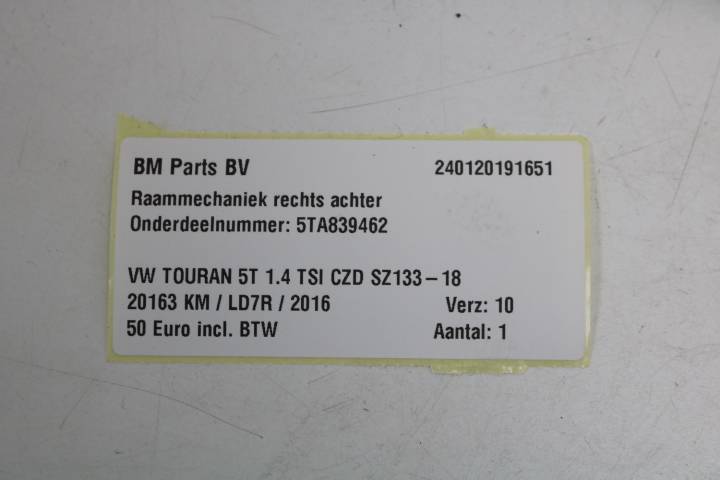 BM Parts BV 240120191651
Raammechaniek rechts achter
Onderdeelnummer: 5TA839462
VW TOURAN 5T 1.4 TSI CZD SZ133-18
20163 KM / LD7R / 2016 Verz: 10
50 Euro incl. BTW Aantal: 1